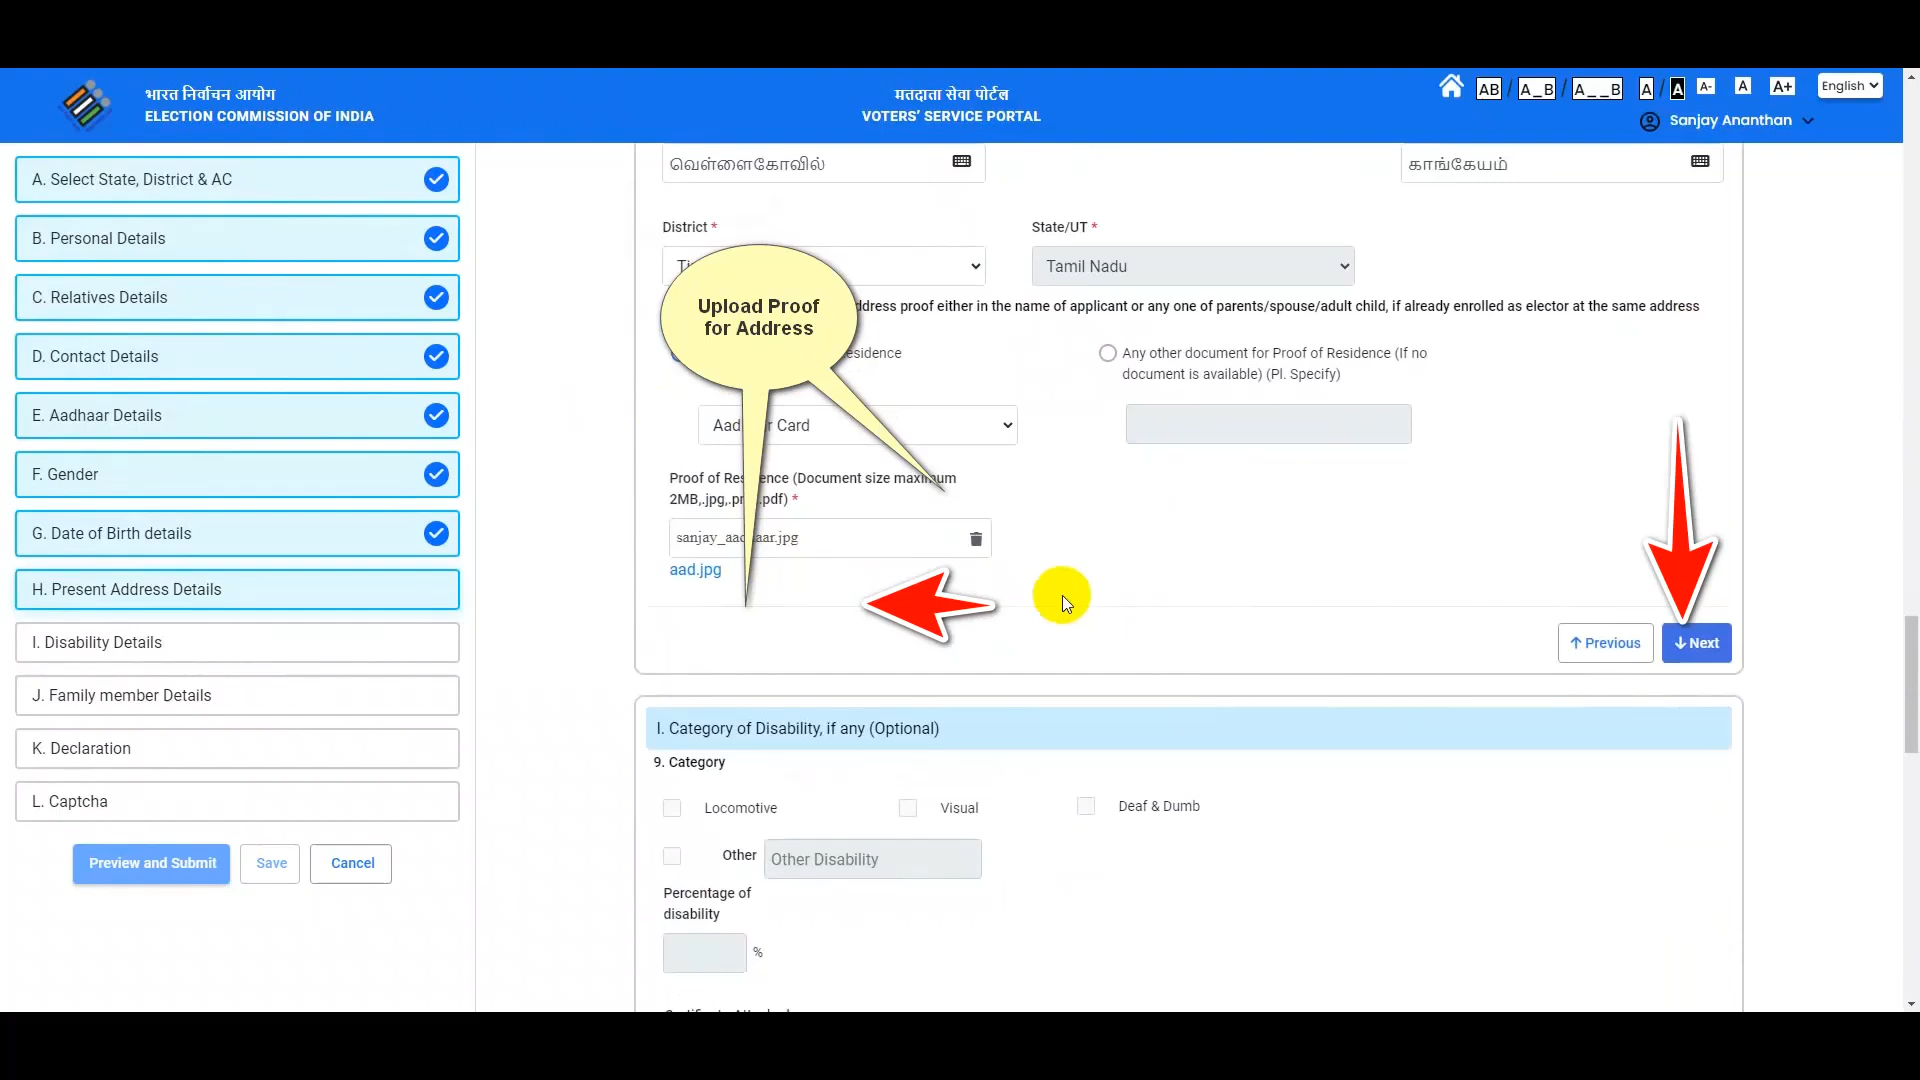 भारत निर्वाचन आयोग
ELECTION COMMISSION OF INDIA
मतदाता सेवा पोर्टल
VOTERS' SERVICE PORTAL
AB / A_B / A__B A / A A- A A+ English
Sanjay Ananthan
A. Select State, District & AC
B. Personal Details
C. Relatives Details
D. Contact Details
E. Aadhaar Details
F. Gender
G. Date of Birth details
H. Present Address Details
I. Disability Details
J. Family member Details
K. Declaration
L. Captcha
Preview and Submit Save Cancel
வெள்ளைகோவில் காங்கேயம்
District * State/UT *
Tamil Nadu
Upload Proof
for Address
address proof either in the name of applicant or any one of parents/spouse/adult child, if already enrolled as elector at the same address
Any other document for Proof of Residence (If no
document is available) (Pl. Specify)
Card
Proof of (Document size maximum
2MB,.jpg, .pdf) *
aad.jpg
Previous Next
I. Category of Disability, if any (Optional)
9. Category
Locomotive Visual Deaf & Dumb
Other Other Disability
Percentage of
disability
%